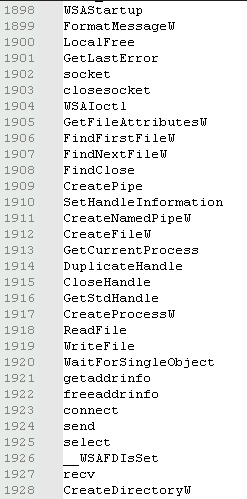 1898 WSAStartup
1899 FormatMessageW
1900 LocalFree
1901 GetLastError
1902 socket
1903 closesocket
1904 WSAIoctl
1905 GetFileAttributesW
1906 FindFirstFileW
1907 FindNextFileW
1908 FindClose
1909 CreatePipe
1910 SetHandleInformation
1911 CreateNamedPipeW
1912 CreateFileW
1913 GetCurrentProcess
1914 DuplicateHandle
1915 CloseHandle
1916 GetStdHandle
1917 CreateProcessW
1918 ReadFile
1919 WriteFile
1920 WaitForSingleObject
1921 getaddrinfo
1922 freeaddrinfo
1923 connect
1924 send
1925 select
1926 __WSAFDIsSet
1927 recv
1928 CreateDirectoryW